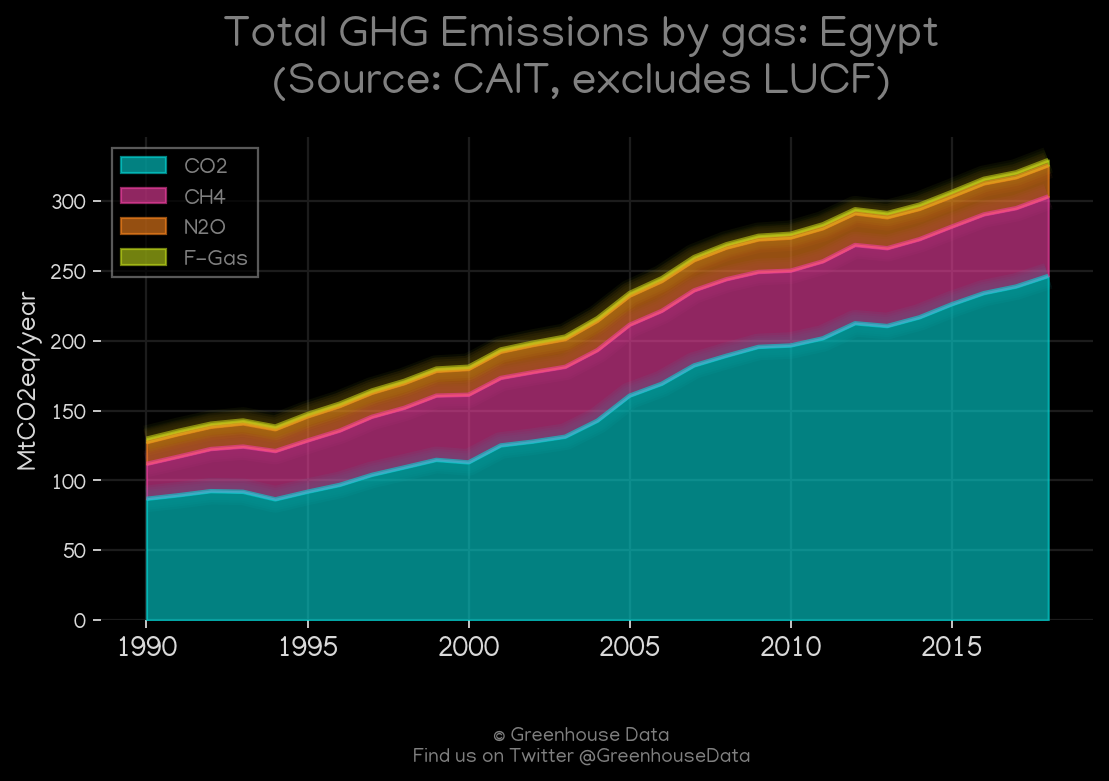 Total GHG Emissions by gas: Egypt
(Source: CAIT, excludes LUCF)
CO2
CH4
N2O
F-Gas
MtCO2eq/year
300
250
200
150
100
50
0
1990 1995 2000 2005 2010 2015
© Greenhouse Data
Find us on Twitter @GreenhouseData